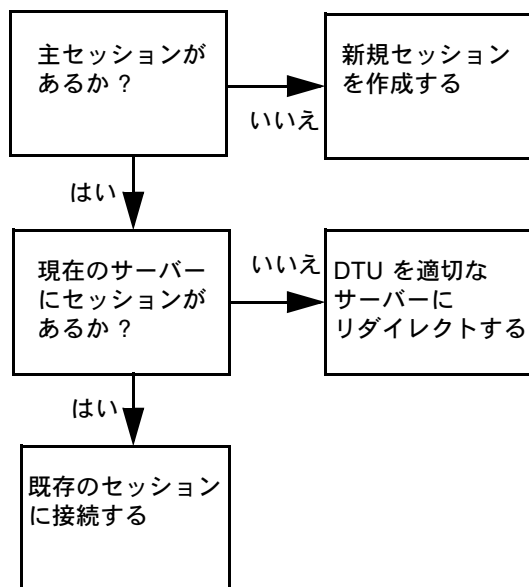 主セッションが
あるか ?
いいえ
新規セッション
を作成する
はい
現在のサーバー
にセッションが
あるか ?
いいえ
DTU を適切な
サーバーに
リダイレクトする
はい
既存のセッション
に接続する